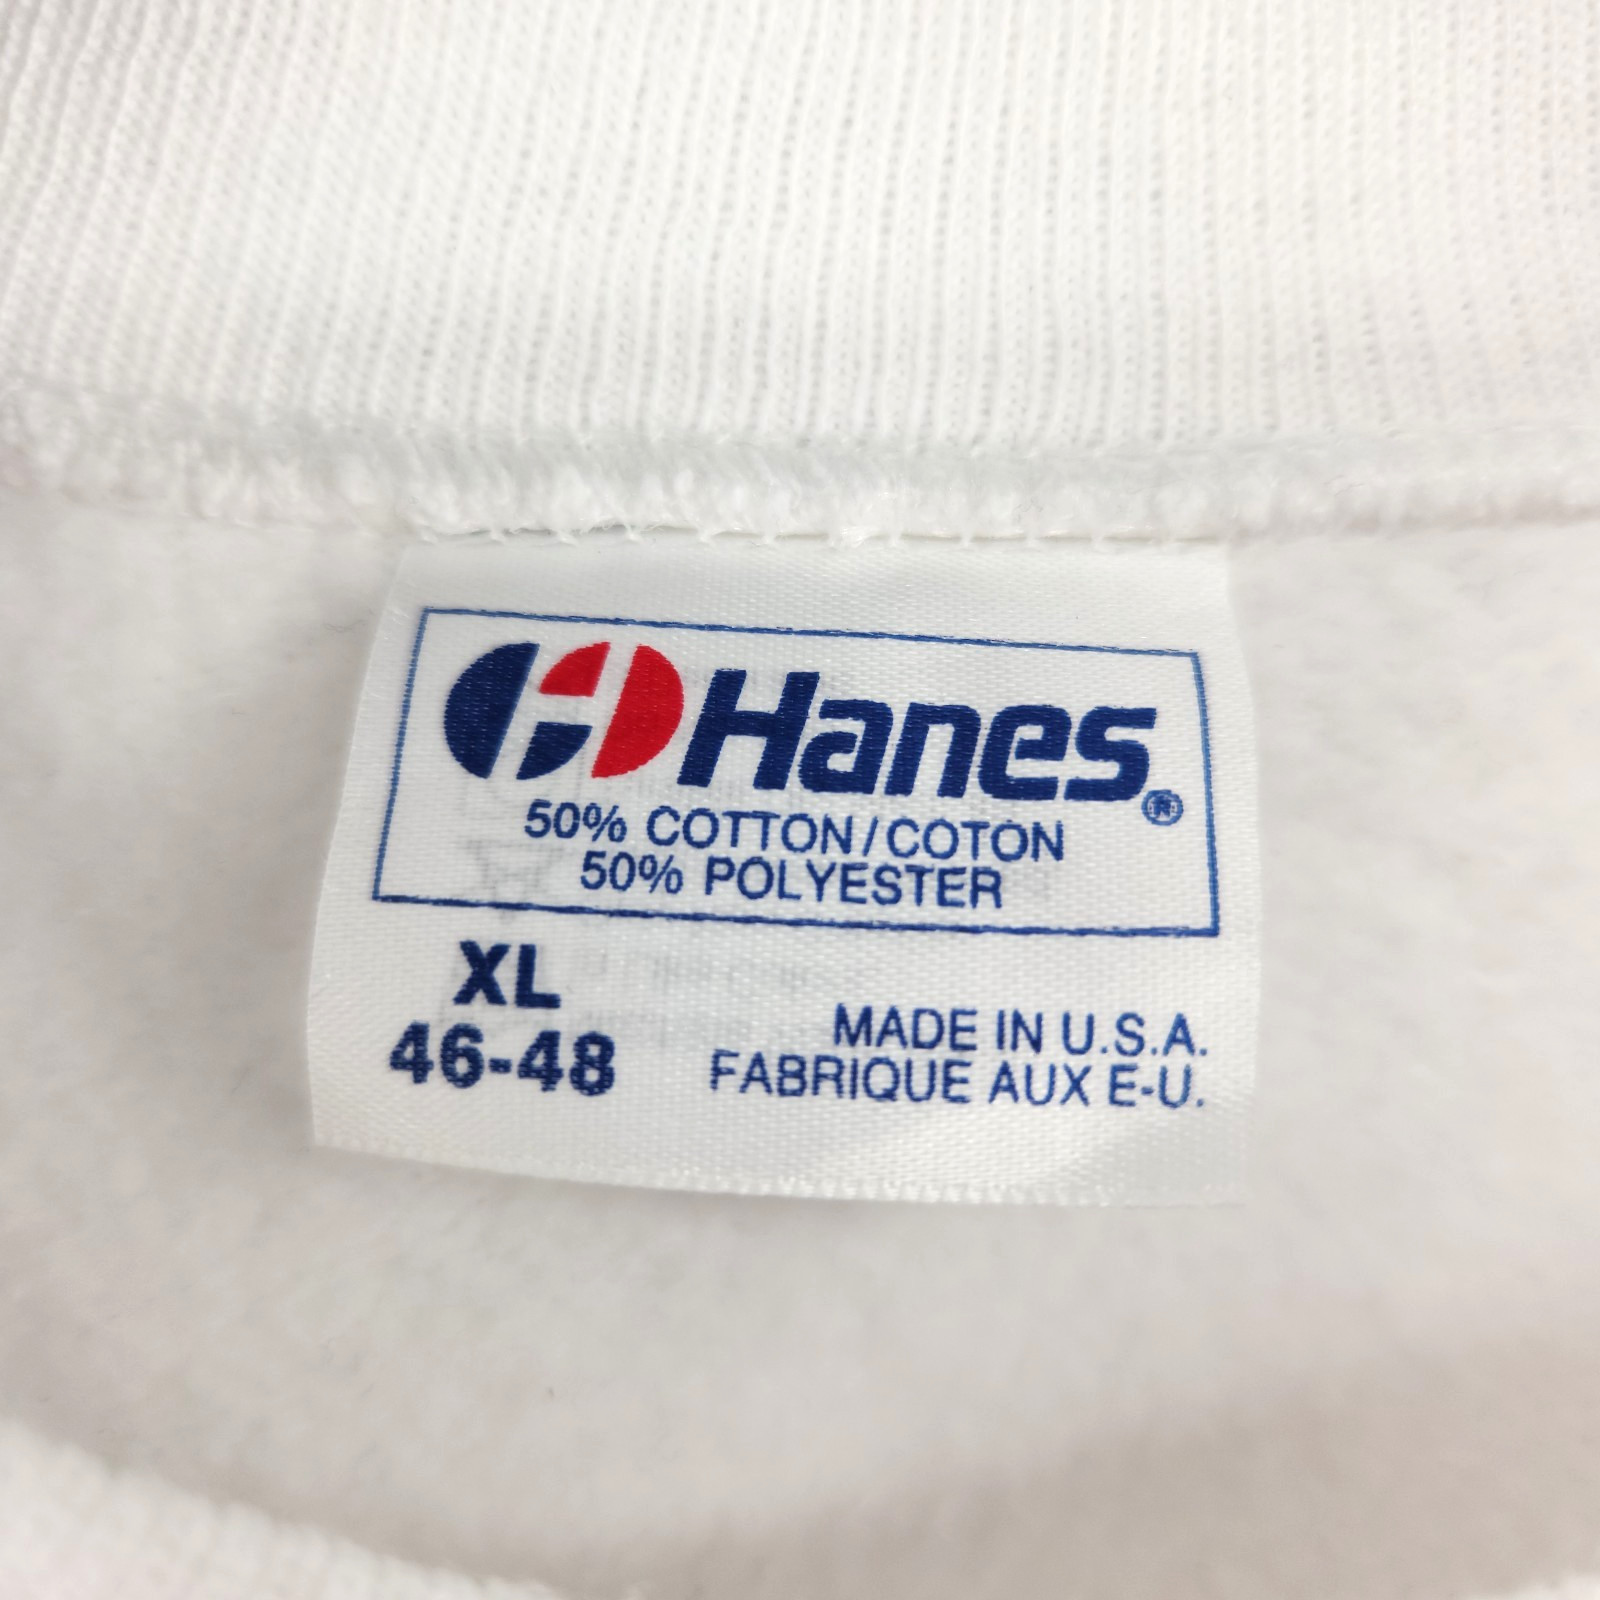 Hanes®
50% COTTON/COTON
50% POLYESTER
XL
46-48
MADE IN U.S.A.
FABRIQUE AUX E-U.